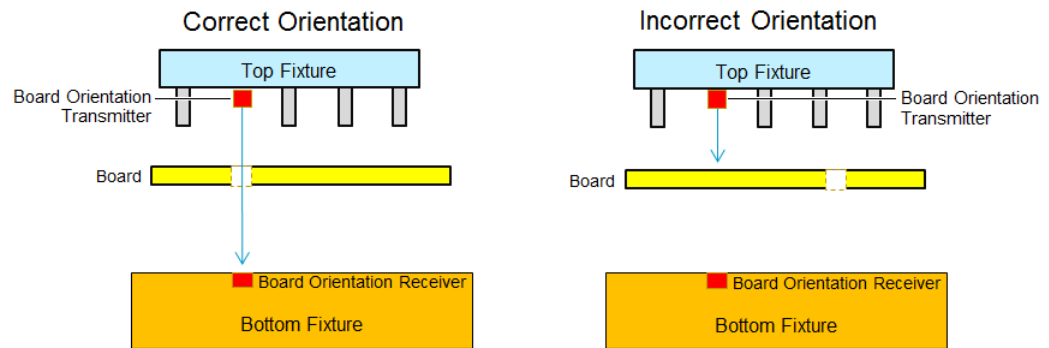 Correct Orientation
Top Fixture
Board Orientation
Transmitter
Board
Board Orientation Receiver
Bottom Fixture
Incorrect Orientation
Top Fixture
Board Orientation
Transmitter
Board
Board Orientation Receiver
Bottom Fixture